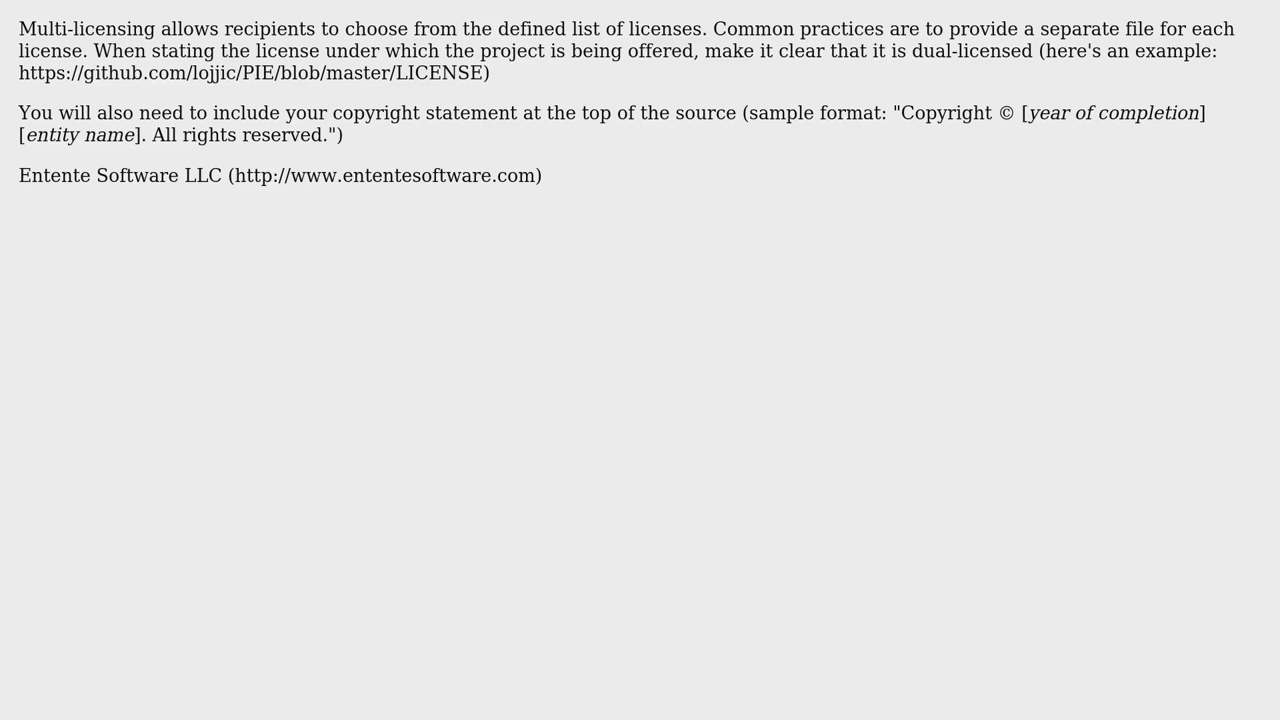 Multi-licensing allows recipients to choose from the defined list of licenses. Common practices are to provide a separate file for each
license. When stating the license under which the project is being offered, make it clear that it is dual-licensed (here's an example:
https://github.com/lojjic/PIE/blob/master/LICENSE)
You will also need to include your copyright statement at the top of the source (sample format: "Copyright © [year of completion]
[entity name]. All rights reserved.")
Entente Software LLC (http://www.ententesoftware.com)